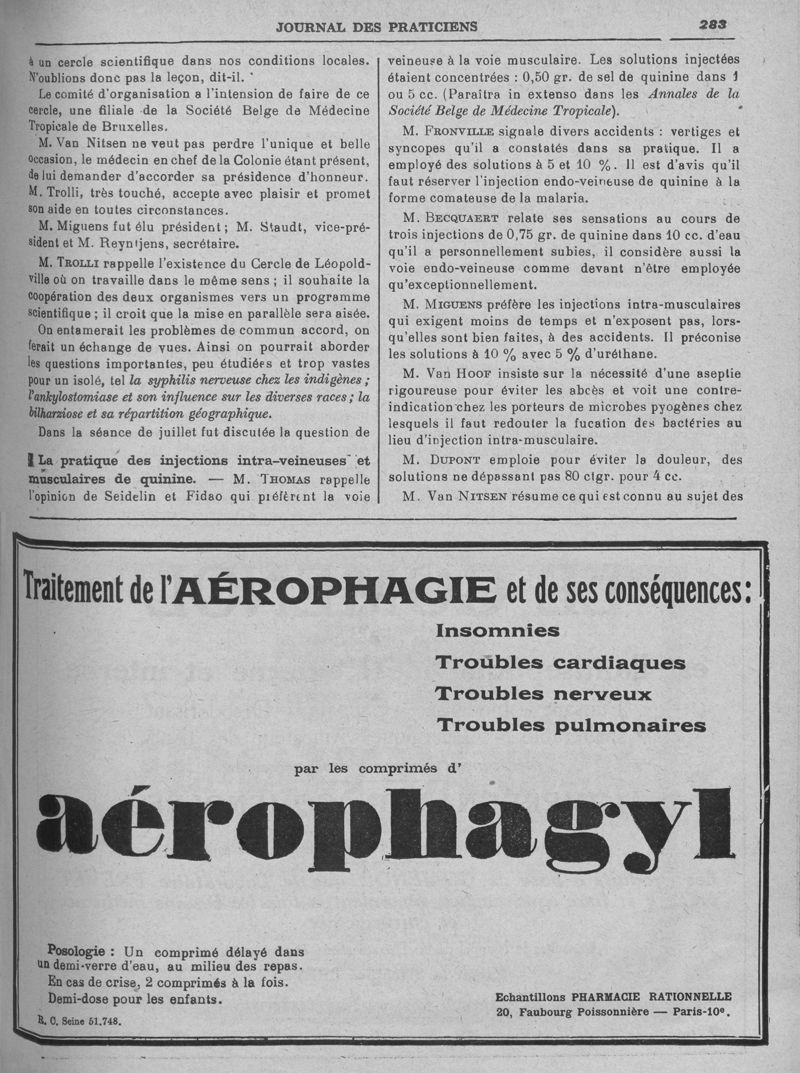 JOURNAL DES PRATICIENS
283
à un cercle scientifique dans nos conditions locales.
N'oublions donc pas la leçon, dit-il.
Le comité d'organisation a l'intension de faire de ce
cercle, une filiale de la Société Belge de Médecine
Tropicale de Bruxelles.
M. Van Nitsen ne veut pas perdre l'unique et belle
occasion, le médecin en chef de la Colonie étant présent,
de lui demander d'accorder sa présidence d'honneur.
M. Trolli, très touché, accepte avec plaisir et promet
son aide en toutes circonstances.
M. Miguens fut élu président ; M. Staudt, vice-pré-
sident et M. Reyntjens, secrétaire.
M. TROLLI rappelle l'existence du Cercle de Léopold-
ville où on travaille dans le même sens ; il souhaite la
coopération des deux organismes vers un programme
scientifique ; il croit que la mise en parallèle sera aisée.
On entamerait les problèmes de commun accord, on
ferait un échange de vues. Ainsi on pourrait aborder
les questions importantes, peu étudiées et trop vastes
pour un isolé, tel la syphilis nerveuse chez les indigènes ;
l'ankylostomiase et son influence sur les diverses races ; la
bilharziose et sa répartition géographique.
Dans la séance de juillet fut discutée la question de
La pratique des injections intra-veineuses et
musculaires de quinine. — M. THOMAS rappelle
l'opinion de Seidelin et Fidao qui préfèrent la voie
veineuse à la voie musculaire. Les solutions injectées
étaient concentrées : 0,50 gr. de sel de quinine dans 1
ou 5 cc. (Paraîtra in extenso dans les Annales de la
Société Belge de Médecine Tropicale).
M. FRONVILLE signale divers accidents : vertiges et
syncopes qu'il a constatés dans sa pratique. Il a
employé des solutions à 5 et 10 %. Il est d'avis qu'il
faut réserver l'injection endo-veineuse de quinine à la
forme comateuse de la malaria.
M. BECQUAERT relate ses sensations au cours de
trois injections de 0,75 gr. de quinine dans 10 cc. d'eau
qu'il a personnellement subies, il considère aussi la
voie endo-veineuse comme devant n'être employée
qu'exceptionnellement.
M. MIGUENS préfère les injections intra-musculaires
qui exigent moins de temps et n'exposent pas, lors-
qu'elles sont bien faites, à des accidents. Il préconise
les solutions à 10 % avec 5 % d'uréthane.
M. VAN HOOF insiste sur la nécessité d'une aseptie
rigoureuse pour éviter les abcès et voit une contre-
indication chez les porteurs de microbes pyogènes chez
lesquels il faut redouter la fucation des bactéries au
lieu d'injection intra-musculaire.
M. DUPONT emploie pour éviter la douleur, des
solutions ne dépassant pas 80 ctgr. pour 4 cc.
M. Van NITSEN résume ce qui est connu au sujet des
Traitement de l'AÉROPHAGIE et de ses conséquences :
Insomnies
Troubles cardiaques
Troubles nerveux
Troubles pulmonaires
par les comprimés d'
aérophagyl
Posologie : Un comprimé délayé dans
un demi-verre d'eau, au milieu des repas.
En cas de crise, 2 comprimés à la fois.
Demi-dose pour les enfants.
R. C. Seine 51.748.
Echantillons PHARMACIE RATIONNELLE
20, Faubourg Poissonnière — Paris-10e.